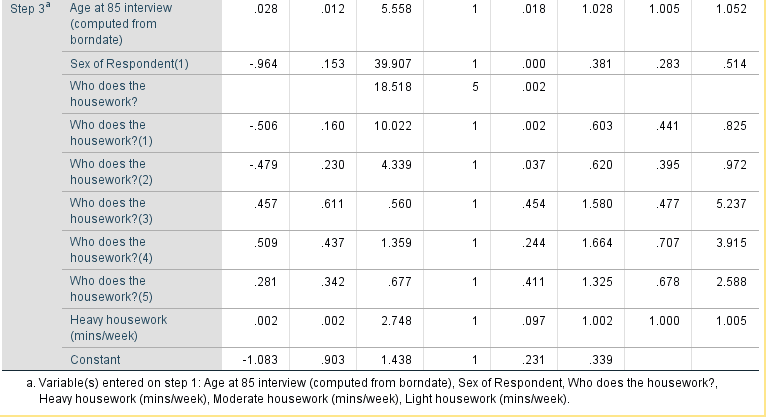 Step 3a Age at 85 interview .028 .012 5.558 1 .018 1.028 1.005 1.052
(computed from
borndate)
Sex of Respondent(1) -.964 .153 39.907 1 .000 .381 .283 .514
Who does the 18.518 5 .002
housework?
Who does the -.506 .160 10.022 1 .002 .603 .441 .825
housework?(1)
Who does the -.479 .230 4.339 1 .037 .620 .395 .972
housework?(2)
Who does the .457 .611 .560 1 .454 1.580 .477 5.237
housework?(3)
Who does the .509 .437 1.359 1 .244 1.664 .707 3.915
housework?(4)
Who does the .281 .342 .677 1 .411 1.325 .678 2.588
housework?(5)
Heavy housework .002 .002 2.748 1 .097 1.002 1.000 1.005
(mins/week)
Constant -1.083 .903 1.438 1 .231 .339
a. Variable(s) entered on step 1: Age at 85 interview (computed from borndate), Sex of Respondent, Who does the housework?,
Heavy housework (mins/week), Moderate housework (mins/week), Light housework (mins/week).